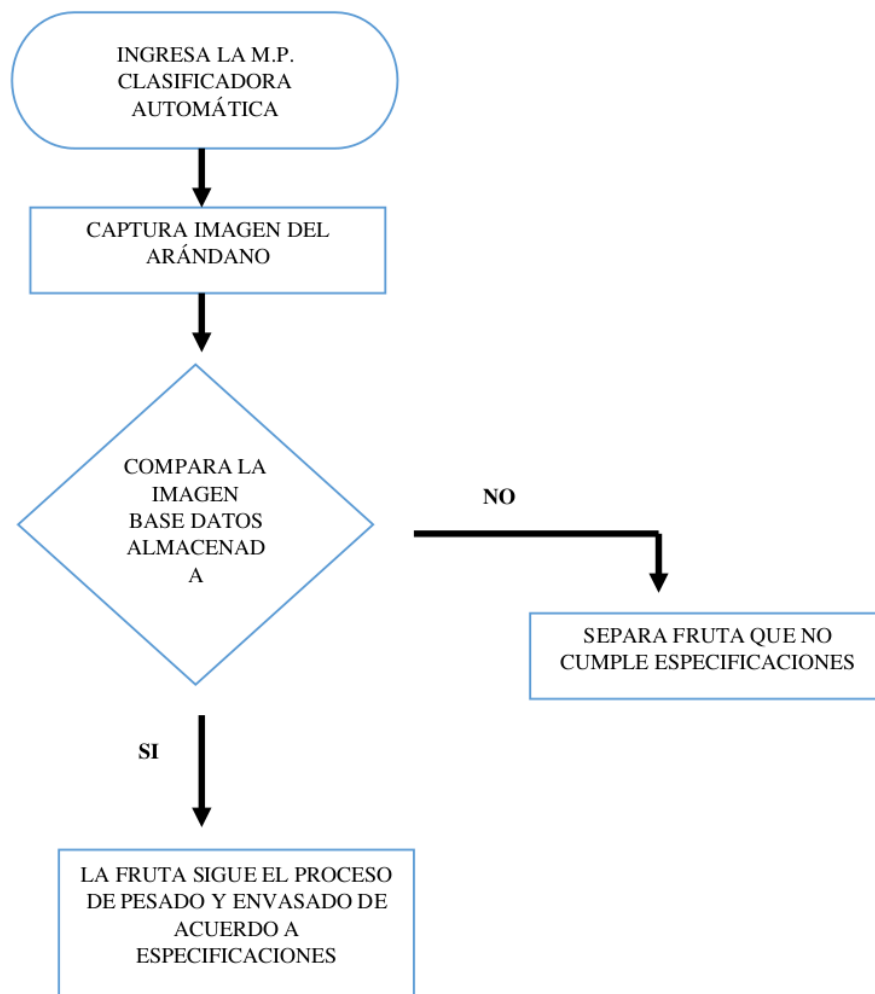 INGRESA LA M.P.
CLASIFICADORA
AUTOMÁTICA
CAPTURA IMAGEN DEL
ARÁNDANO
COMPARA LA
IMAGEN
BASE DATOS
ALMACENAD
A
NO
SEPARA FRUTA QUE NO
CUMPLE ESPECIFICACIONES
SI
LA FRUTA SIGUE EL PROCESO
DE PESADO Y ENVASADO DE
ACUERDO A
ESPECIFICACIONES